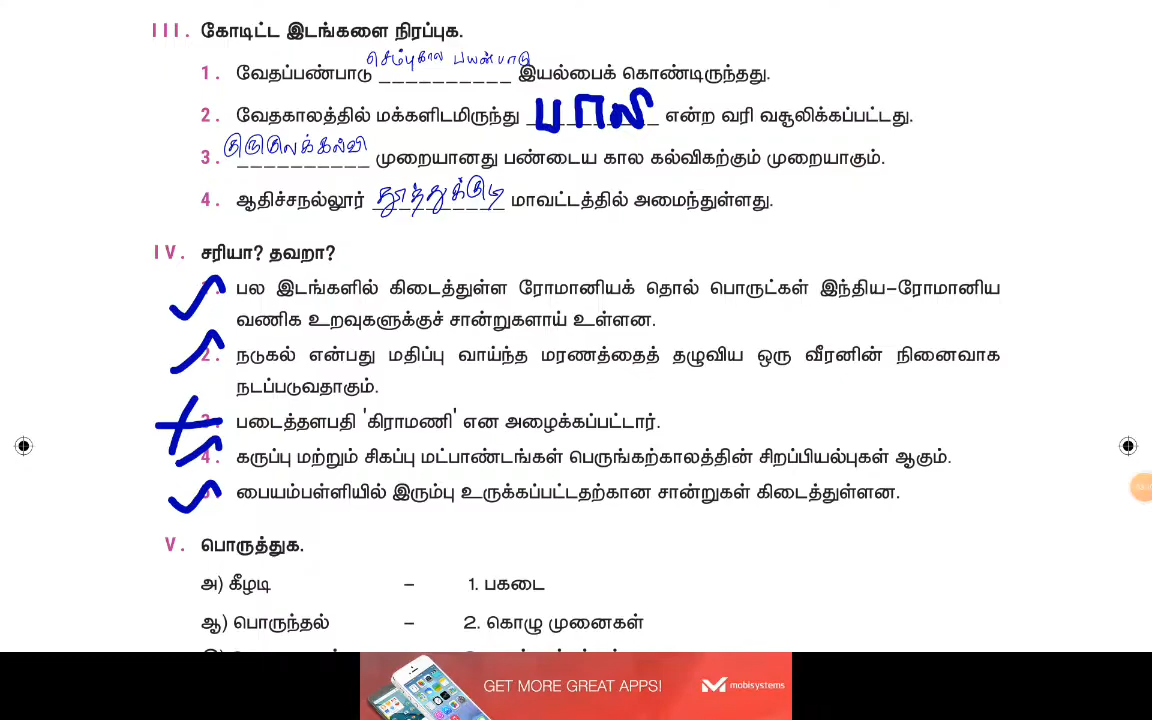 III. கோடிட்ட இடங்களை நிரப்புக.
செம்புகால பயன்பாடு
1. வேதப்பண்பாடு __________ இயல்பைக் கொண்டிருந்தது.
2. வேதகாலத்தில் மக்களிடமிருந்து பாலி என்ற வரி வசூலிக்கப்பட்டது.
குருகுலக்கல்வி
3. __________ முறையானது பண்டைய கால கல்விகற்கும் முறையாகும்.
4. ஆதிச்சநல்லூர் தூத்துக்குடி மாவட்டத்தில் அமைந்துள்ளது.
IV. சரியா? தவறா?
பல இடங்களில் கிடைத்துள்ள ரோமானியக் தொல் பொருட்கள் இந்திய-ரோமானிய
வணிக உறவுகளுக்குச் சான்றுகளாய் உள்ளன.
2. நடுகல் என்பது மதிப்பு வாய்ந்த மரணத்தைத் தழுவிய ஒரு வீரனின் நினைவாக
நடப்படுவதாகும்.
3. படைத்தளபதி 'கிராமணி' என அழைக்கப்பட்டார்.
4. கருப்பு மற்றும் சிகப்பு மட்பாண்டங்கள் பெருங்கற்காலத்தின் சிறப்பியல்புகள் ஆகும்.
பையம்பள்ளியில் இரும்பு உருக்கப்பட்டதற்கான சான்றுகள் கிடைத்துள்ளன.
V. பொருத்துக.
அ) கீழடி – 1. பகடை
ஆ) பொருந்தல் – 2. கொழு முனைகள்
GET MORE GREAT APPS! mobisystems